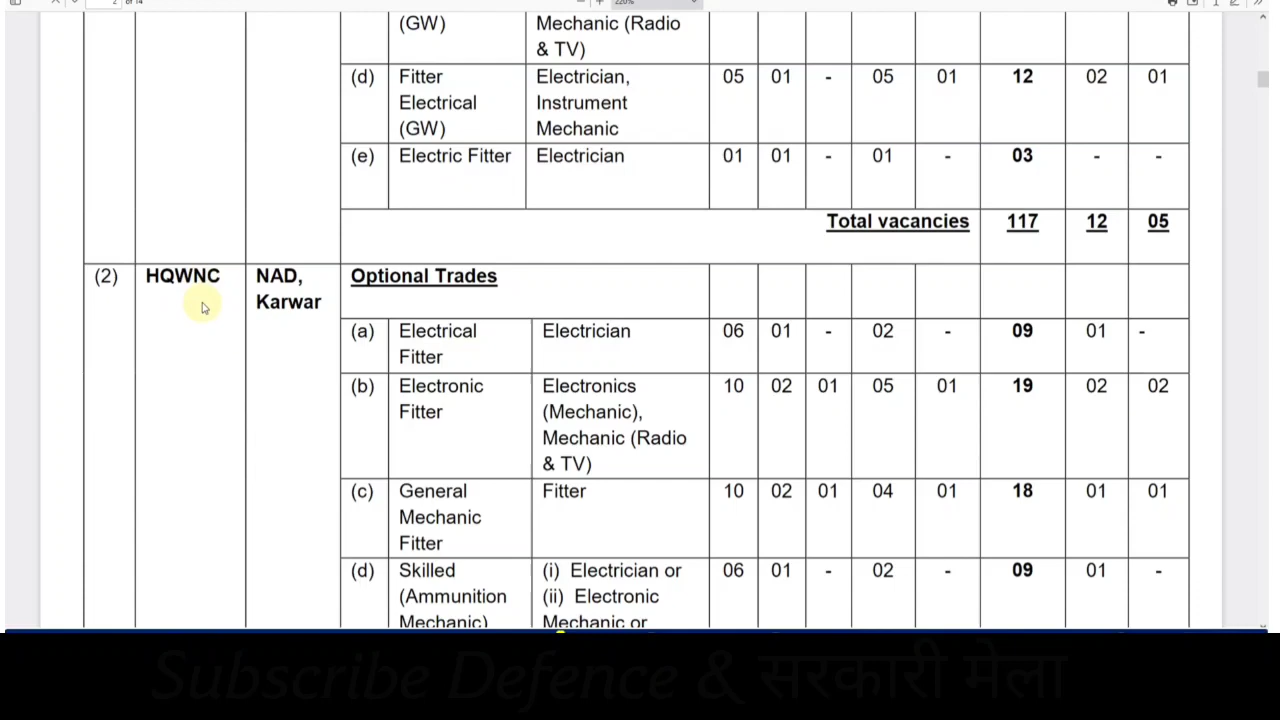 2 of 14 220%
(GW) Mechanic (Radio
& TV)
(d) Fitter Electrician, 05 01 - 05 01 12 02 01
Electrical Instrument
(GW) Mechanic
(e) Electric Fitter Electrician 01 01 - 01 - 03 - -
Total vacancies 117 12 05
(2) HQWNC NAD, Optional Trades
Karwar
(a) Electrical Electrician 06 01 - 02 - 09 01 -
Fitter
(b) Electronic Electronics 10 02 01 05 01 19 02 02
Fitter (Mechanic),
Mechanic (Radio
& TV)
(c) General Fitter 10 02 01 04 01 18 01 01
Mechanic
Fitter
(d) Skilled (i) Electrician or 06 01 - 02 - 09 01 -
(Ammunition (ii) Electronic
Mechanic) Mechanic or
Subscribe Defence & सरकारी मेला